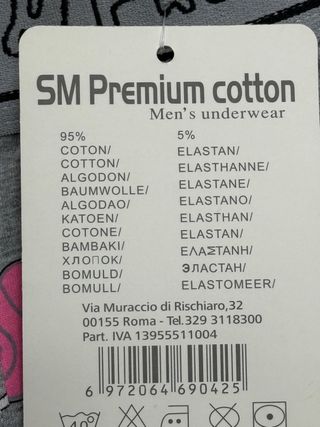 SM Premium cotton
Men's underwear
95% 5%
COTON/ ELASTAN/
COTTON/ ELASTHANNE/
ALGODON/ ELASTANE/
BAUMWOLLE/ ELASTANO/
ALGODAO/ ELASTHAN/
KATOEN/ ELASTAN/
COTONE/ ΕΛΑΣΤΑΝΗ/
BAMBAKI/ ЭЛАСТАН/
ХЛОПОК/ ELASTOMEER/
BOMULD/
BOMULL/
Via Muraccio di Rischiaro,32
00155 Roma - Tel.329 3118300
Part. IVA 13955511004
6 972064 690425
40°